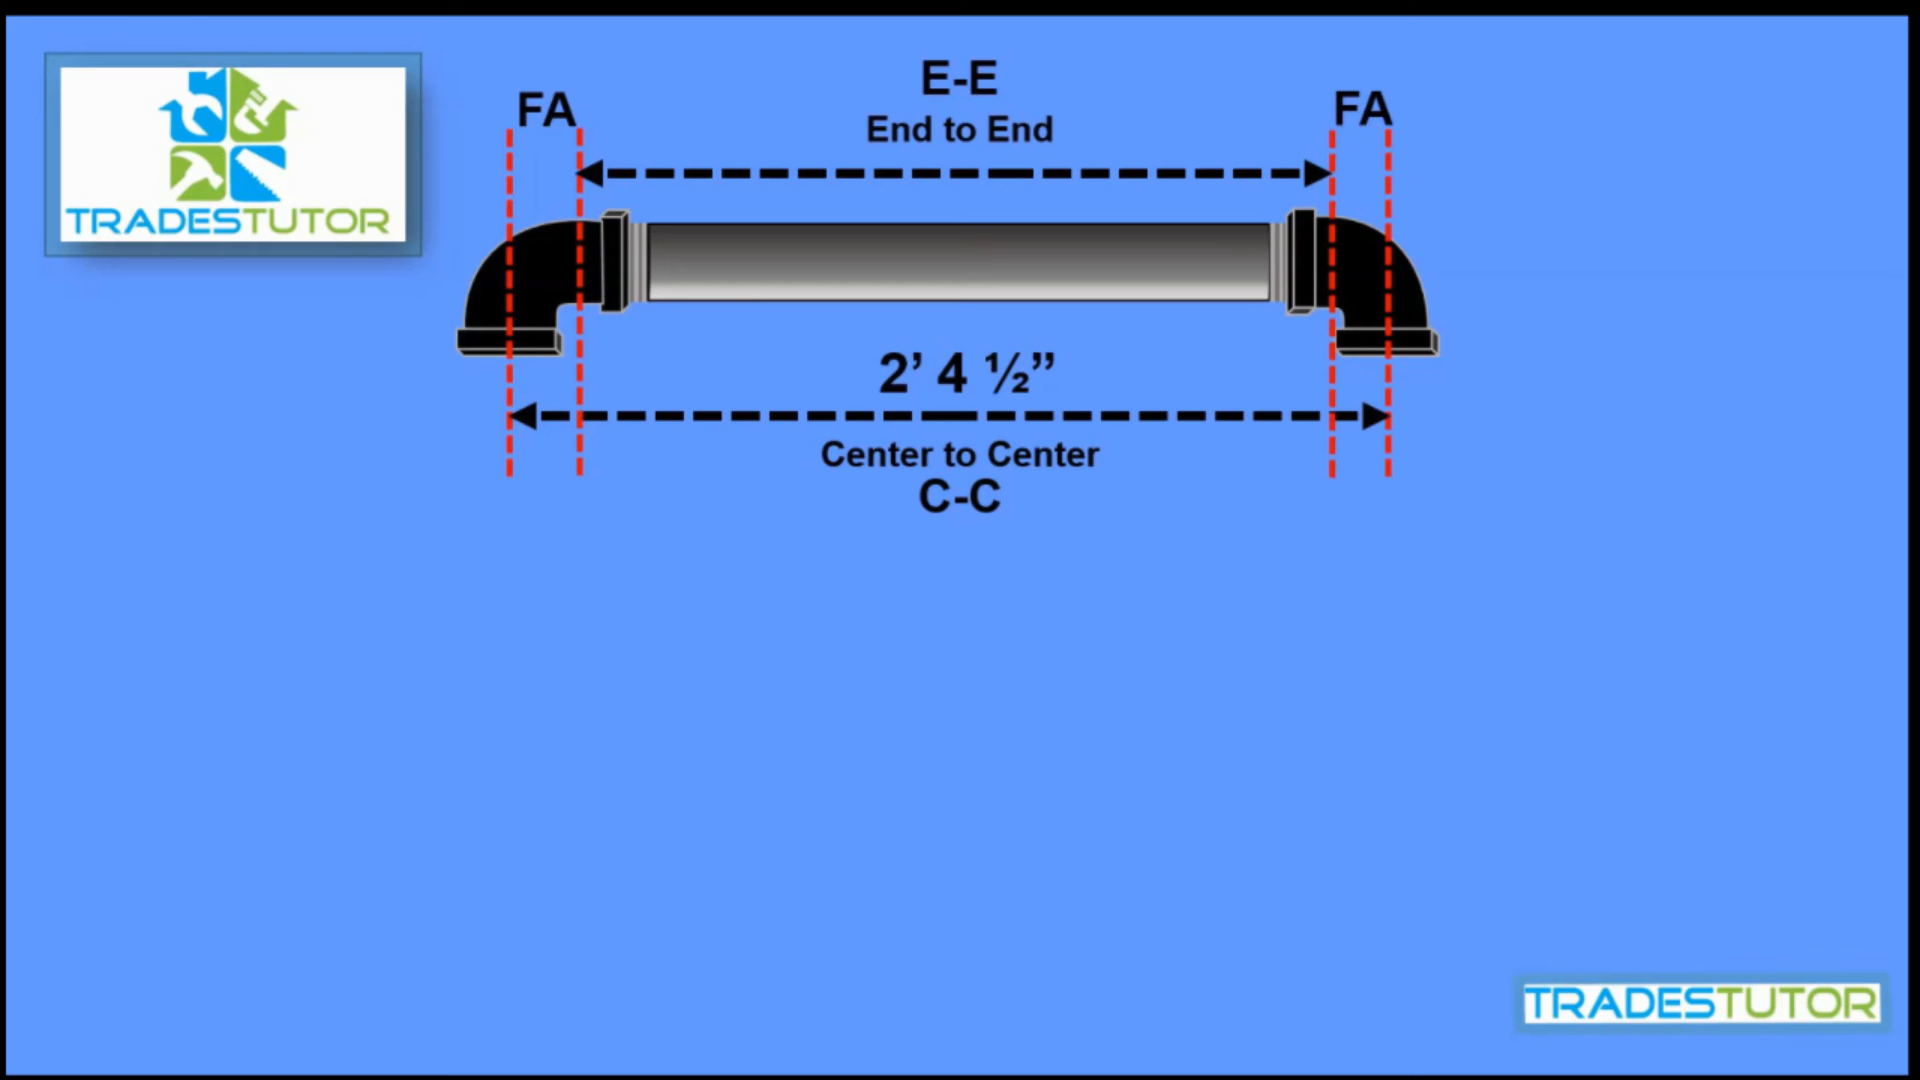 TRADESTUTOR
FA
E-E
End to End
FA
2’ 4 ½”
Center to Center
C-C
TRADESTUTOR